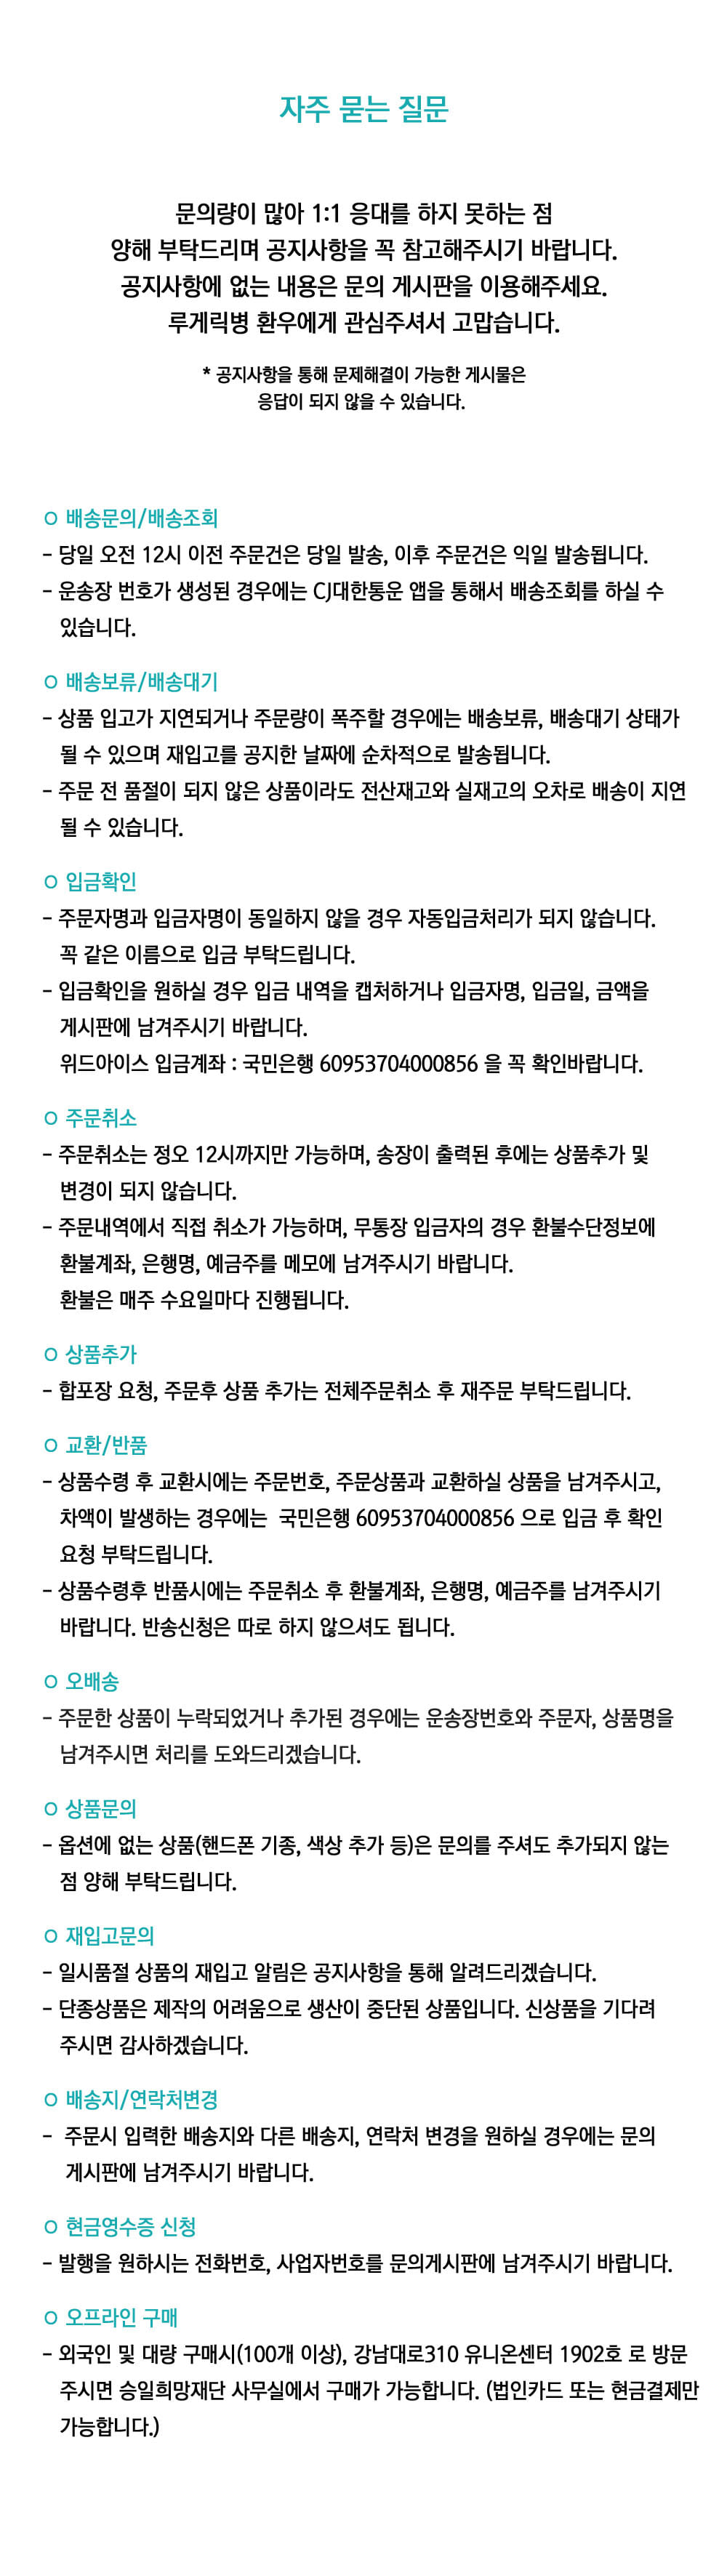 자주 묻는 질문
문의량이 많아 1:1 응대를 하지 못하는 점
양해 부탁드리며 공지사항을 꼭 참고해주시기 바랍니다.
공지사항에 없는 내용은 문의 게시판을 이용해주세요.
루게릭병 환우에게 관심주셔서 고맙습니다.
* 공지사항을 통해 문제해결이 가능한 게시물은
응답이 되지 않을 수 있습니다.
ㅇ 배송문의/배송조회
- 당일 오전 12시 이전 주문건은 당일 발송, 이후 주문건은 익일 발송됩니다.
- 운송장 번호가 생성된 경우에는 CJ대한통운 앱을 통해서 배송조회를 하실 수
있습니다.
ㅇ 배송보류/배송대기
- 상품 입고가 지연되거나 주문량이 폭주할 경우에는 배송보류, 배송대기 상태가
될 수 있으며 재입고를 공지한 날짜에 순차적으로 발송됩니다.
- 주문 전 품절이 되지 않은 상품이라도 전산재고와 실재고의 오차로 배송이 지연
될 수 있습니다.
ㅇ 입금확인
- 주문자명과 입금자명이 동일하지 않을 경우 자동입금처리가 되지 않습니다.
꼭 같은 이름으로 입금 부탁드립니다.
- 입금확인을 원하실 경우 입금 내역을 캡처하거나 입금자명, 입금일, 금액을
게시판에 남겨주시기 바랍니다.
위드아이스 입금계좌 : 국민은행 60953704000856 을 꼭 확인바랍니다.
ㅇ 주문취소
- 주문취소는 정오 12시까지만 가능하며, 송장이 출력된 후에는 상품추가 및
변경이 되지 않습니다.
- 주문내역에서 직접 취소가 가능하며, 무통장 입금자의 경우 환불수단정보에
환불계좌, 은행명, 예금주를 메모에 남겨주시기 바랍니다.
환불은 매주 수요일마다 진행됩니다.
ㅇ 상품추가
- 합포장 요청, 주문후 상품 추가는 전체주문취소 후 재주문 부탁드립니다.
ㅇ 교환/반품
- 상품수령 후 교환시에는 주문번호, 주문상품과 교환하실 상품을 남겨주시고,
차액이 발생하는 경우에는  국민은행 60953704000856 으로 입금 후 확인
요청 부탁드립니다.
- 상품수령후 반품시에는 주문취소 후 환불계좌, 은행명, 예금주를 남겨주시기
바랍니다. 반송신청은 따로 하지 않으셔도 됩니다.
ㅇ 오배송
- 주문한 상품이 누락되었거나 추가된 경우에는 운송장번호와 주문자, 상품명을
남겨주시면 처리를 도와드리겠습니다.
ㅇ 상품문의
- 옵션에 없는 상품(핸드폰 기종, 색상 추가 등)은 문의를 주셔도 추가되지 않는
점 양해 부탁드립니다.
ㅇ 재입고문의
- 일시품절 상품의 재입고 알림은 공지사항을 통해 알려드리겠습니다.
- 단종상품은 제작의 어려움으로 생산이 중단된 상품입니다. 신상품을 기다려
주시면 감사하겠습니다.
ㅇ 배송지/연락처변경
-  주문시 입력한 배송지와 다른 배송지, 연락처 변경을 원하실 경우에는 문의
게시판에 남겨주시기 바랍니다.
ㅇ 현금영수증 신청
- 발행을 원하시는 전화번호, 사업자번호를 문의게시판에 남겨주시기 바랍니다.
ㅇ 오프라인 구매
- 외국인 및 대량 구매시(100개 이상), 강남대로310 유니온센터 1902호 로 방문
주시면 승일희망재단 사무실에서 구매가 가능합니다. (법인카드 또는 현금결제만
가능합니다.)